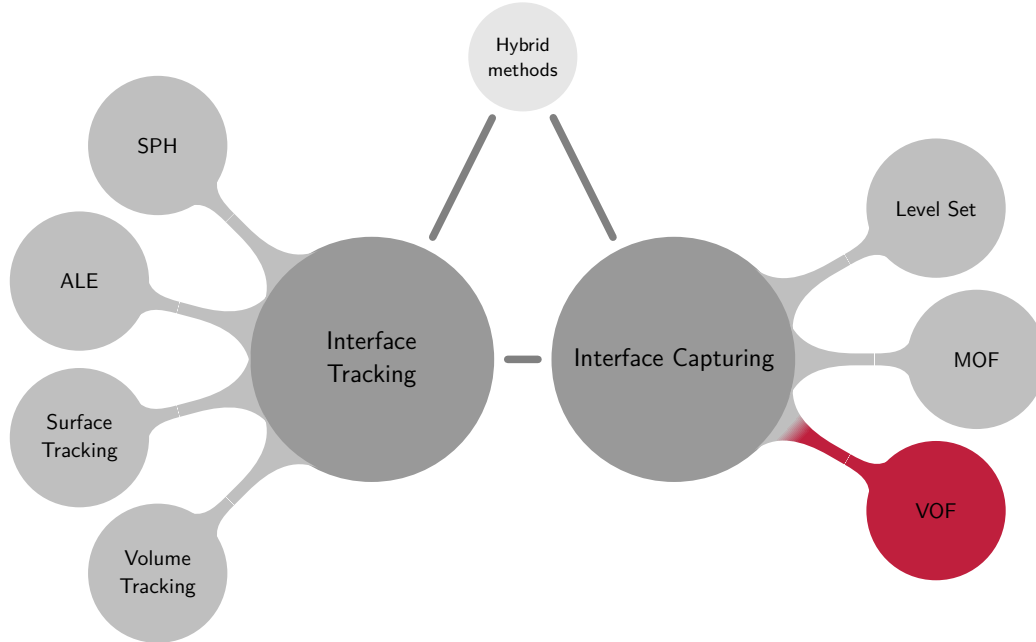 Hybrid
methods
SPH
Level Set
ALE
Interface
Tracking
Interface Capturing
MOF
Surface
Tracking
VOF
Volume
Tracking